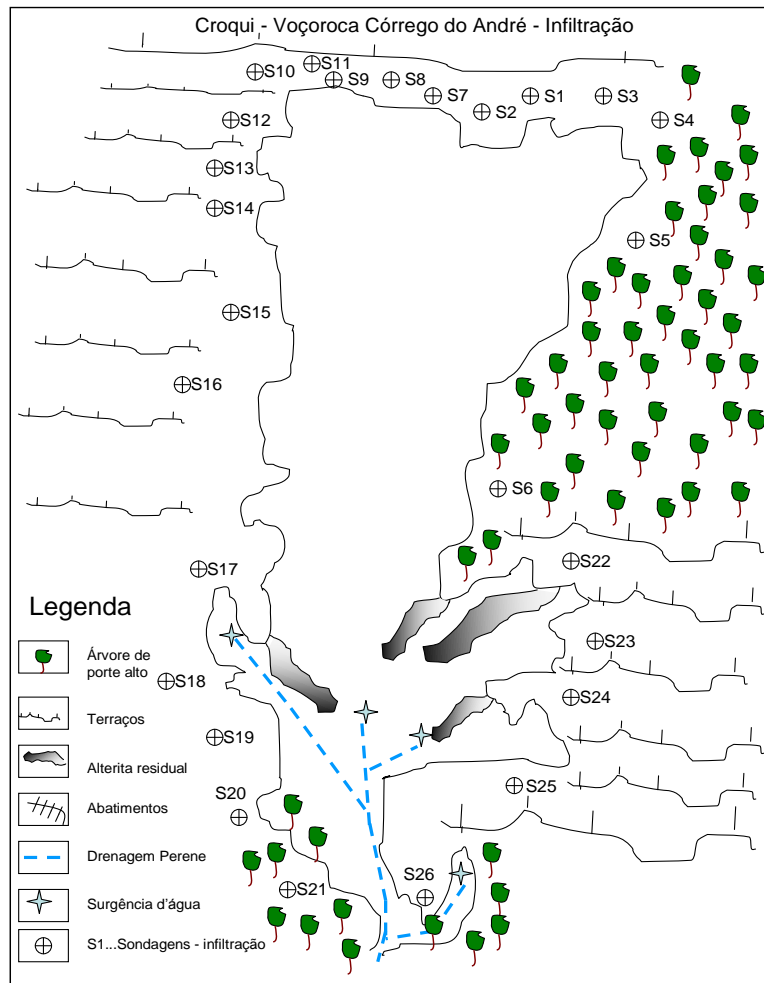 Croqui - Voçoroca Córrego do André - Infiltração
S11
S10
S9
S8
S7
S1
S3
S2
S12
S4
S13
S14
S5
S15
S16
S6
S17
S22
Legenda
S23
Árvore de
porte alto
S18
S24
Terraços
S19
Alterita residual
S25
S20
Abatimentos
Drenagem Perene
S21
S26
Surgência d'água
S1...Sondagens - infiltração